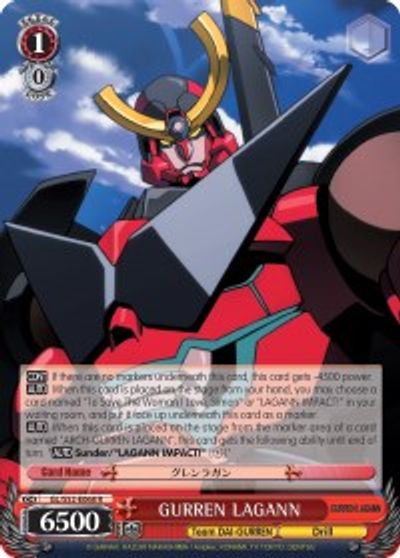 1
0
If there are no markers underneath this card, this card gets -4500 power.
When this card is placed on the stage from your hand, you may choose
a card named "To Save The Woman I Love, Simon" or "LAGANN IMPACT!" in your
waiting room, and put it face up underneath this card as a marker.
When this card is placed on the stage from the marker area of a card
named "ARCH-GURREN LAGANN", this card gets the following ability until end of
turn. Sunder/"LAGANN IMPACT!"
Card Name グレンラガン
6500 GURREN LAGANN GURREN LAGANN
Team DAI-GURREN Drill